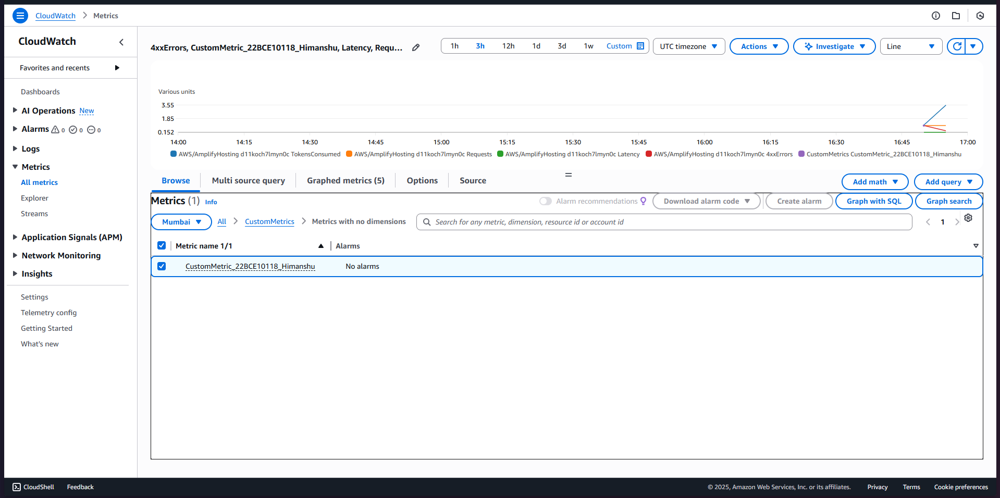 CloudWatch > Metrics
CloudWatch
Favorites and recents
Dashboards
AI Operations New
Alarms 0 0 0
Logs
Metrics
All metrics
Explorer
Streams
Application Signals (APM)
Network Monitoring
Insights
Settings
Telemetry config
Getting Started
What's new
4xxErrors, CustomMetric_22BCE10118_Himanshu, Latency, Requ...
1h 3h 12h 1d 3d 1w Custom
UTC timezone
Actions
Investigate
Line
Various units
3.55
1.85
0.152
14:00 14:15 14:30 14:45 15:00 15:15 15:30 15:45 16:00 16:15 16:30 16:45 17:00
AWS/AmplifyHosting d11koch7lmyn0c TokensConsumed AWS/AmplifyHosting d11koch7lmyn0c Requests AWS/AmplifyHosting d11koch7lmyn0c Latency AWS/AmplifyHosting d11koch7lmyn0c 4xxErrors CustomMetrics CustomMetric_22BCE10118_Himanshu
Browse Multi source query Graphed metrics (5) Options Source
Add math Add query
Metrics (1) Info
Alarm recommendations Download alarm code Create alarm Graph with SQL Graph search
Mumbai All > CustomMetrics > Metrics with no dimensions
Search for any metric, dimension, resource id or account id
1
Metric name 1/1 Alarms
CustomMetric_22BCE10118_Himanshu No alarms
CloudShell Feedback
© 2025, Amazon Web Services, Inc. or its affiliates. Privacy Terms Cookie preferences